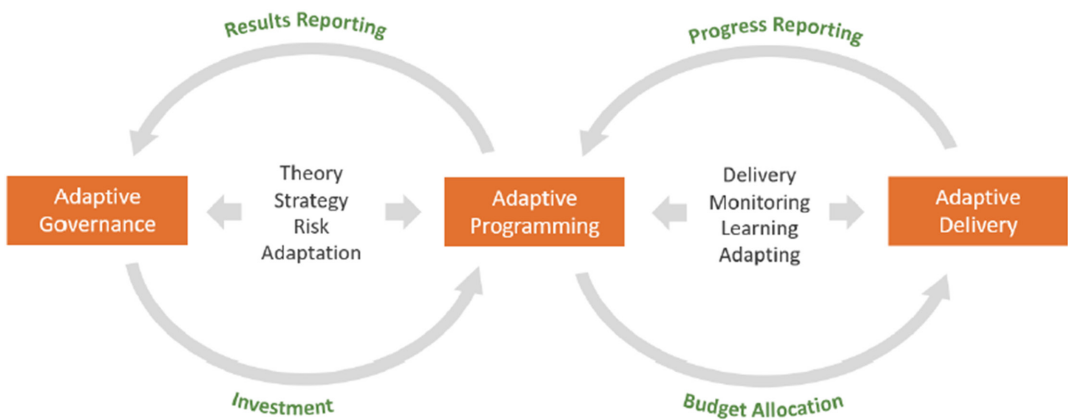 Results Reporting
Progress Reporting
Adaptive
Governance
Theory
Strategy
Risk
Adaptation
Adaptive
Programming
Delivery
Monitoring
Learning
Adapting
Adaptive
Delivery
Investment
Budget Allocation